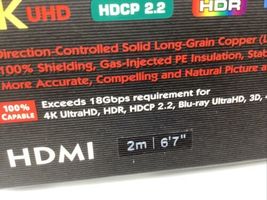 K UHD HDCP 2.2 HDR
Direction-Controlled Solid Long-Grain Copper (L
100% Shielding, Gas-Injected PE Insulation, Stat
More Accurate, Compelling and Natural Picture a
100% CAPABLE
Exceeds 18Gbps requirement for
4K UltraHD, HDR, HDCP 2.2, Blu-ray UltraHD, 3D,
HDMI 2m | 6'7"